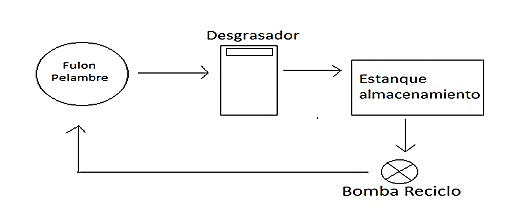 Desgrasador
Fulon
Pelambre
Estanque
almacenamiento
Bomba Reciclo